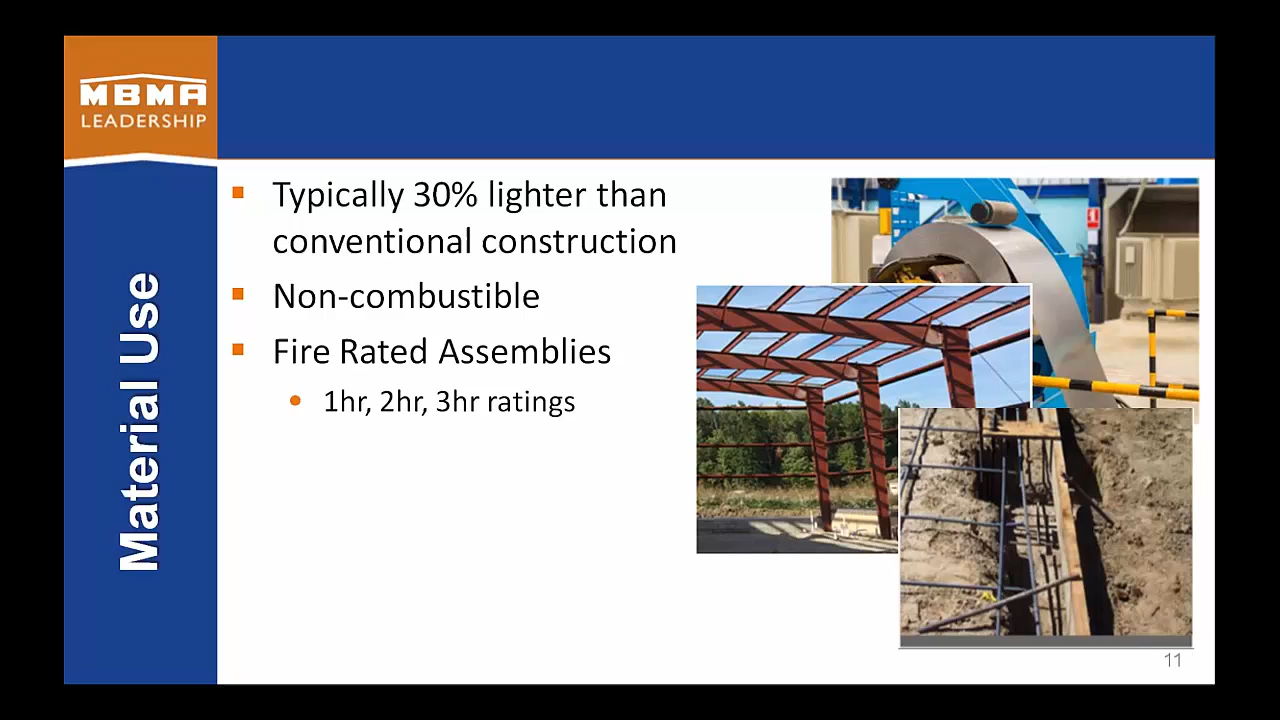 MBMA
LEADERSHIP
Material Use
Typically 30% lighter than
conventional construction
Non-combustible
Fire Rated Assemblies
1hr, 2hr, 3hr ratings
11